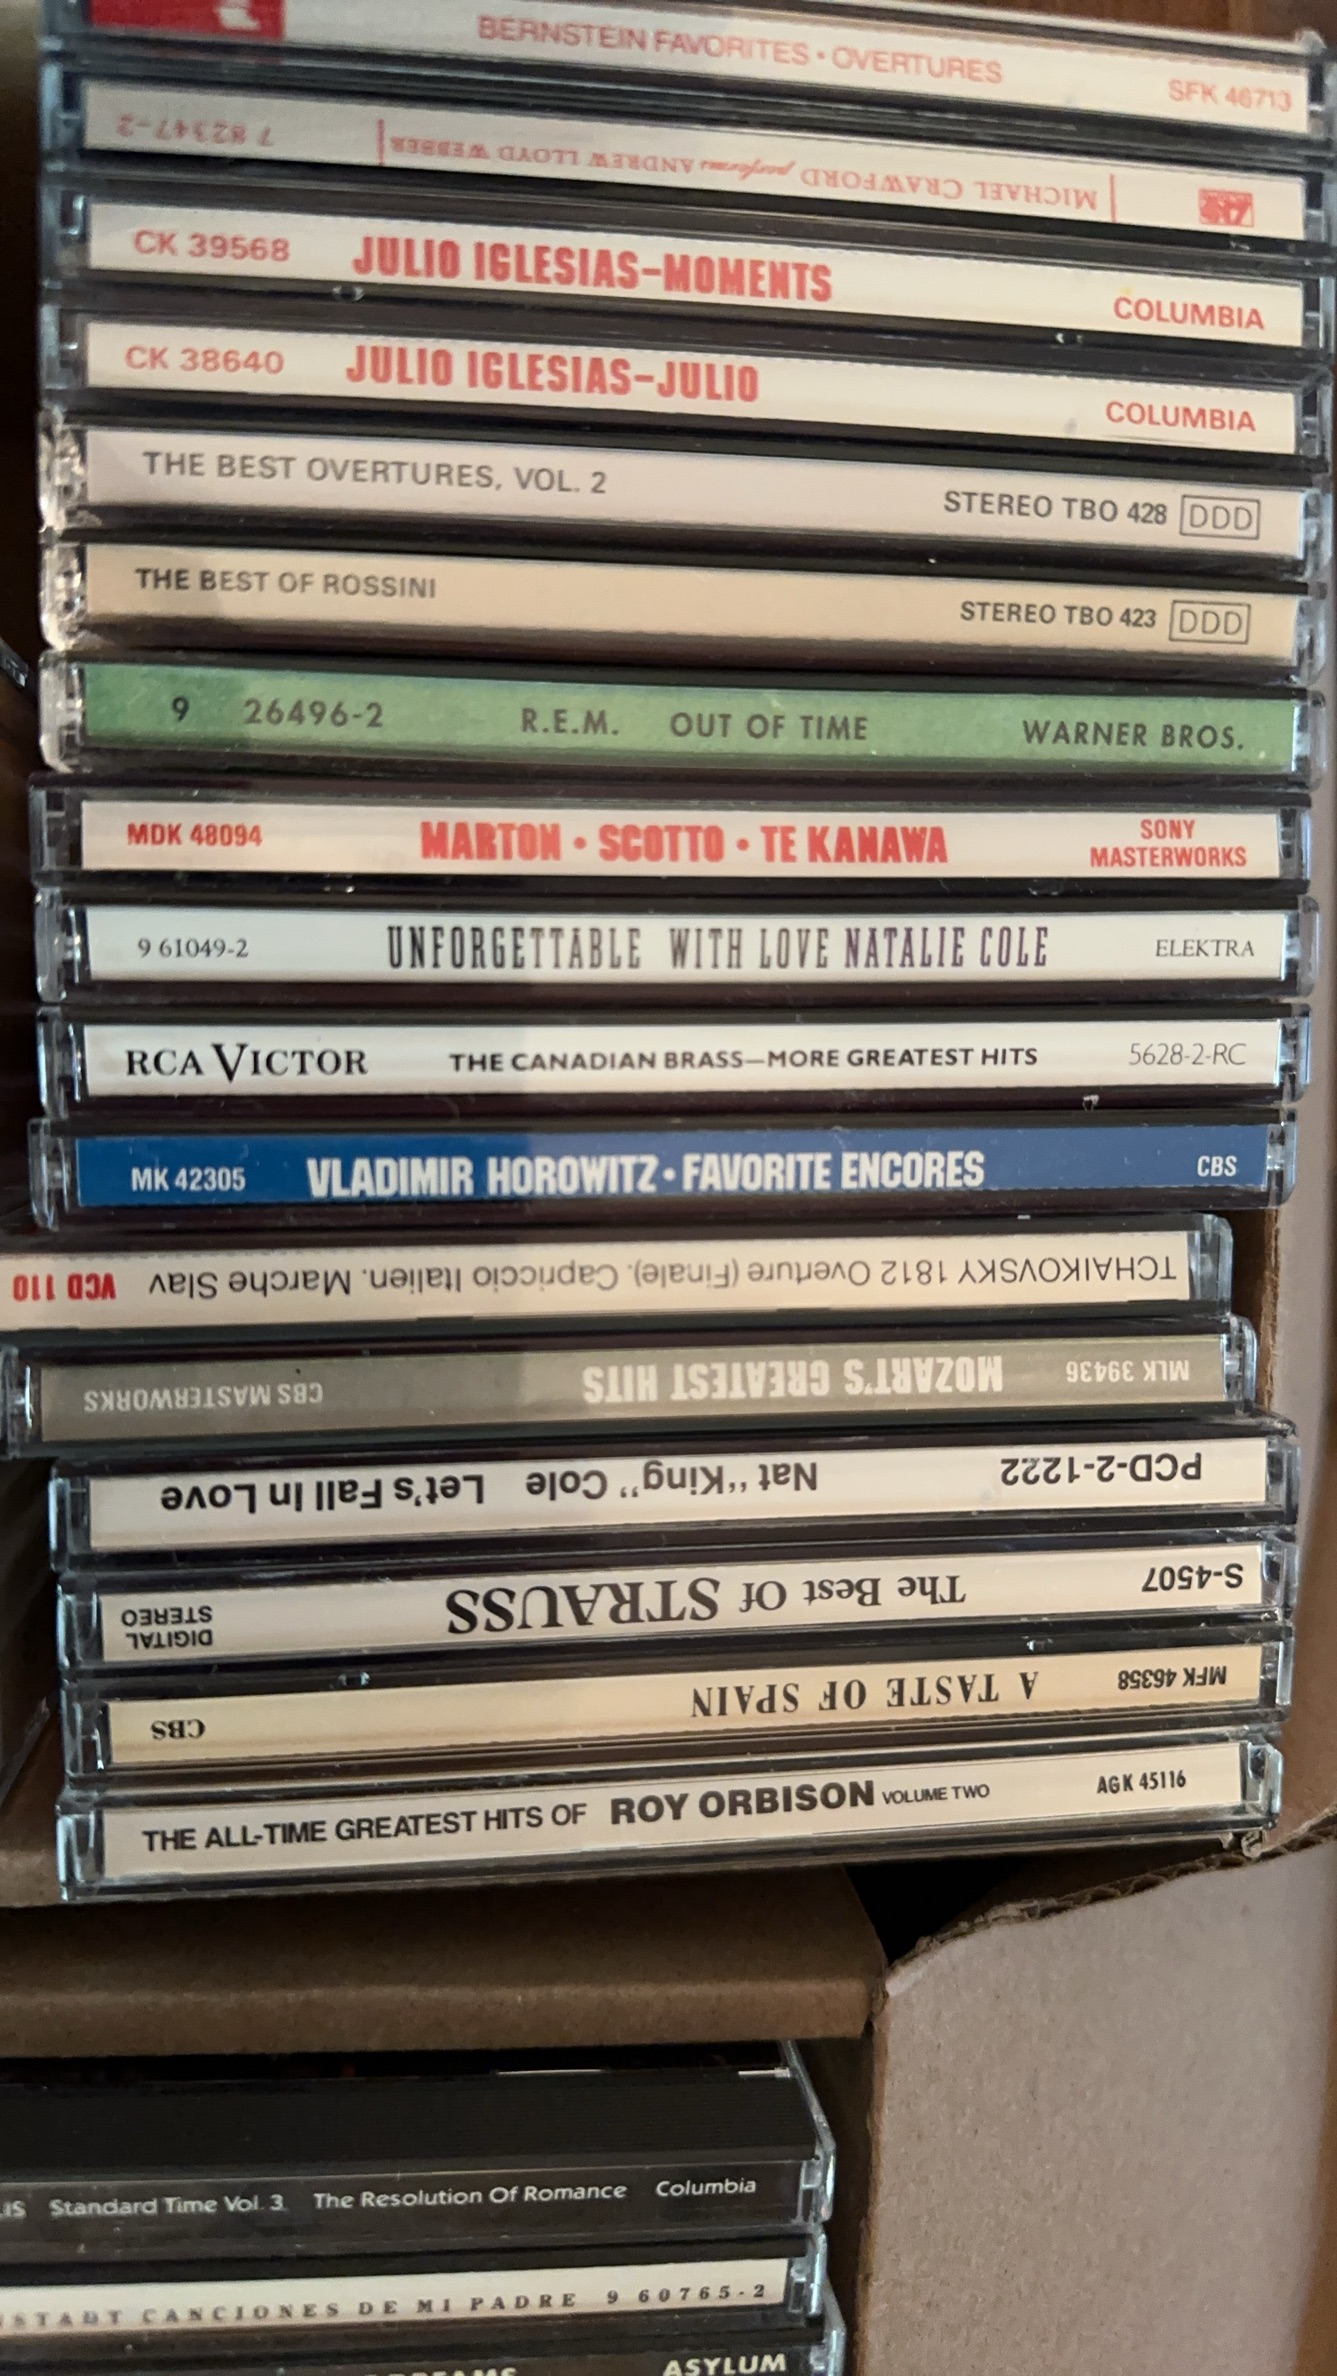 BERNSTEIN FAVORITES • OVERTURES SFK 46713
MICHAEL CRAWFORD performs ANDREW LLOYD WEBBER 7 82347-2
CK 39568 JULIO IGLESIAS–MOMENTS COLUMBIA
CK 38640 JULIO IGLESIAS–JULIO COLUMBIA
THE BEST OVERTURES, VOL. 2 STEREO TBO 428 DDD
THE BEST OF ROSSINI STEREO TBO 423 DDD
9 26496-2 R.E.M. OUT OF TIME WARNER BROS.
MDK 48094 MARTON • SCOTTO • TE KANAWA SONY MASTERWORKS
9 61049-2 UNFORGETTABLE WITH LOVE NATALIE COLE ELEKTRA
RCA VICTOR THE CANADIAN BRASS—MORE GREATEST HITS 5628-2-RC
MK 42305 VLADIMIR HOROWITZ • FAVORITE ENCORES CBS
TCHAIKOVSKY 1812 Overture (Finale). Capriccio Italien. Marche Slav VCD 110
MLK 39436 MOZART'S GREATEST HITS CBS MASTERWORKS
PCD-2-1222 Nat "King" Cole Let's Fall In Love
S-4507 The Best Of STRAUSS DIGITAL STEREO
MFK 46358 A TASTE OF SPAIN CBS
THE ALL-TIME GREATEST HITS OF ROY ORBISON VOLUME TWO AGK 45116
LIS Standard Time Vol. 3 The Resolution Of Romance Columbia
STADT CANCIONES DE MI PADRE 9 60765-2
ASYLUM